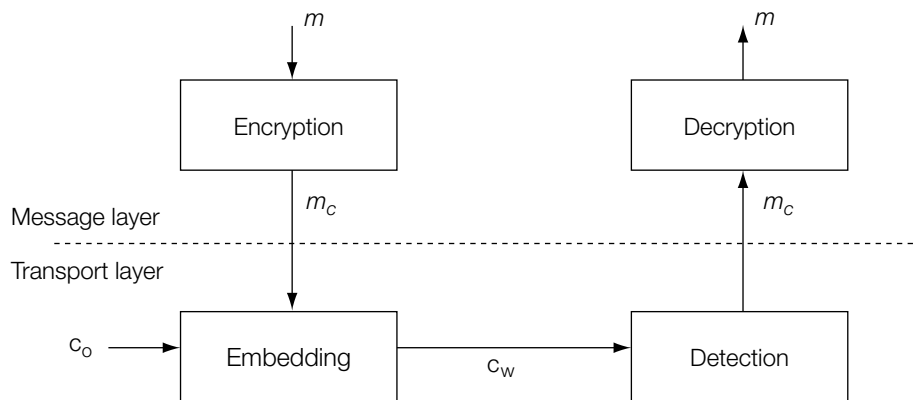 m m
Encryption Decryption
m_c m_c
Message layer
Transport layer
c_o Embedding c_w Detection